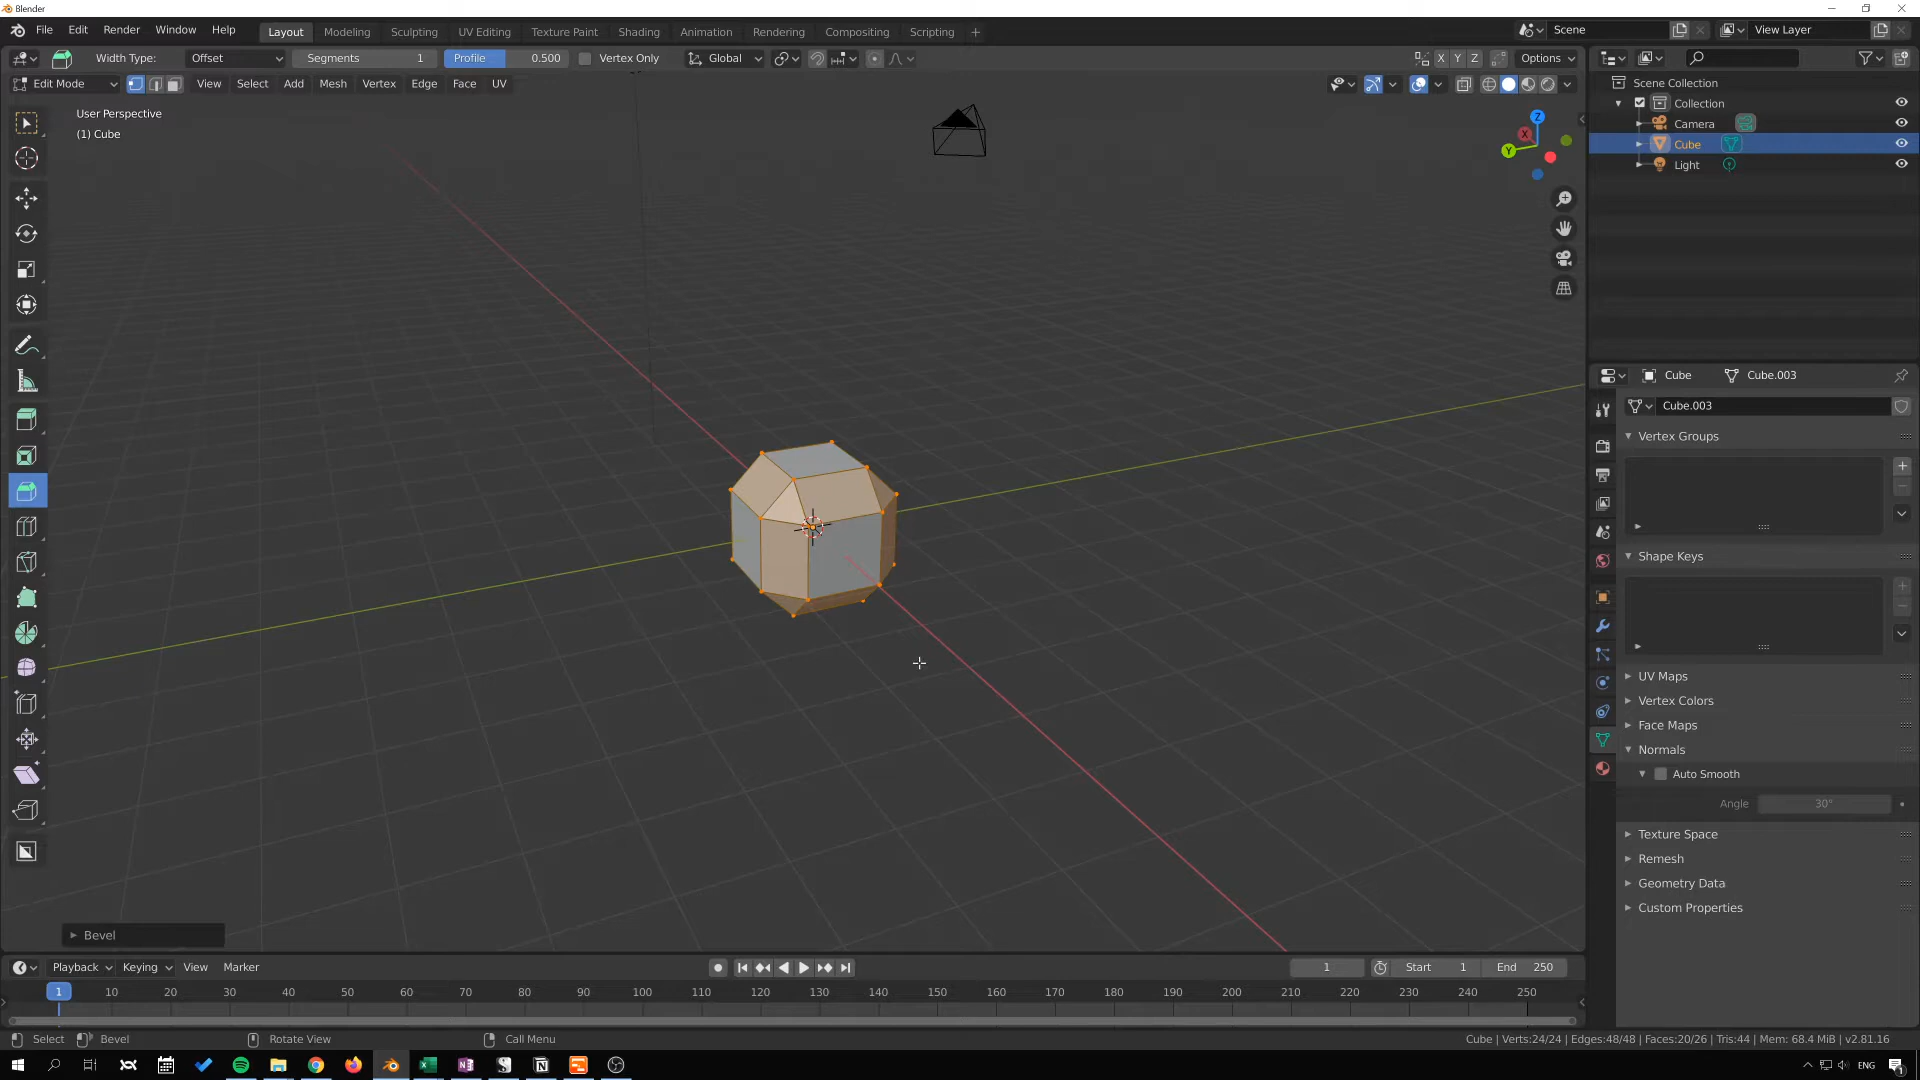 Blender
File Edit Render Window Help Layout Modeling Sculpting UV Editing Texture Paint Shading Animation Rendering Compositing Scripting + Scene View Layer
Width Type: Offset Segments 1 Profile 0.500 Vertex Only Global X Y Z Options
Edit Mode View Select Add Mesh Vertex Edge Face UV
User Perspective
(1) Cube
Z
X
Y
Scene Collection
Collection
Camera
Cube
Light
Cube Cube.003
Cube.003
Vertex Groups
Shape Keys
UV Maps
Vertex Colors
Face Maps
Normals
Auto Smooth
Angle 30°
Texture Space
Remesh
Geometry Data
Custom Properties
Bevel
Playback Keying View Marker 1 Start 1 End 250
1 10 20 30 40 50 60 70 80 90 100 110 120 130 140 150 160 170 180 190 200 210 220 230 240 250
Select Bevel Rotate View Call Menu Cube | Verts:24/24 | Edges:48/48 | Faces:20/26 | Tris:44 | Mem: 68.4 MiB | v2.81.16
ENG